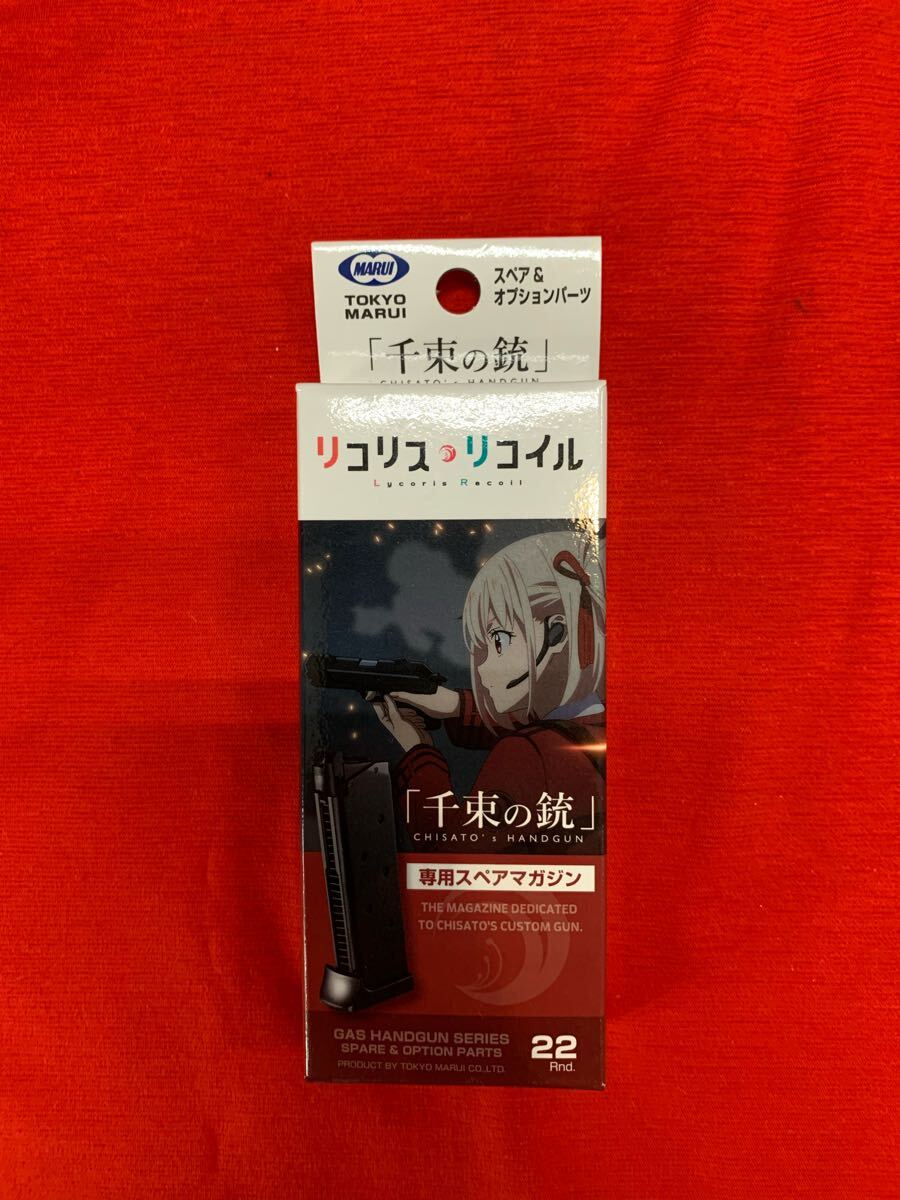 MARUI
TOKYO
MARUI
スペア&
オプションパーツ
「千束の銃」
CHISATO's HANDGUN
リコリス・リコイル
Lycoris Recoil
「千束の銃」
CHISATO's HANDGUN
専用スペアマガジン
THE MAGAZINE DEDICATED
TO CHISATO'S CUSTOM GUN.
GAS HANDGUN SERIES
SPARE & OPTION PARTS
PRODUCT BY TOKYO MARUI CO.,LTD.
22
Rnd.